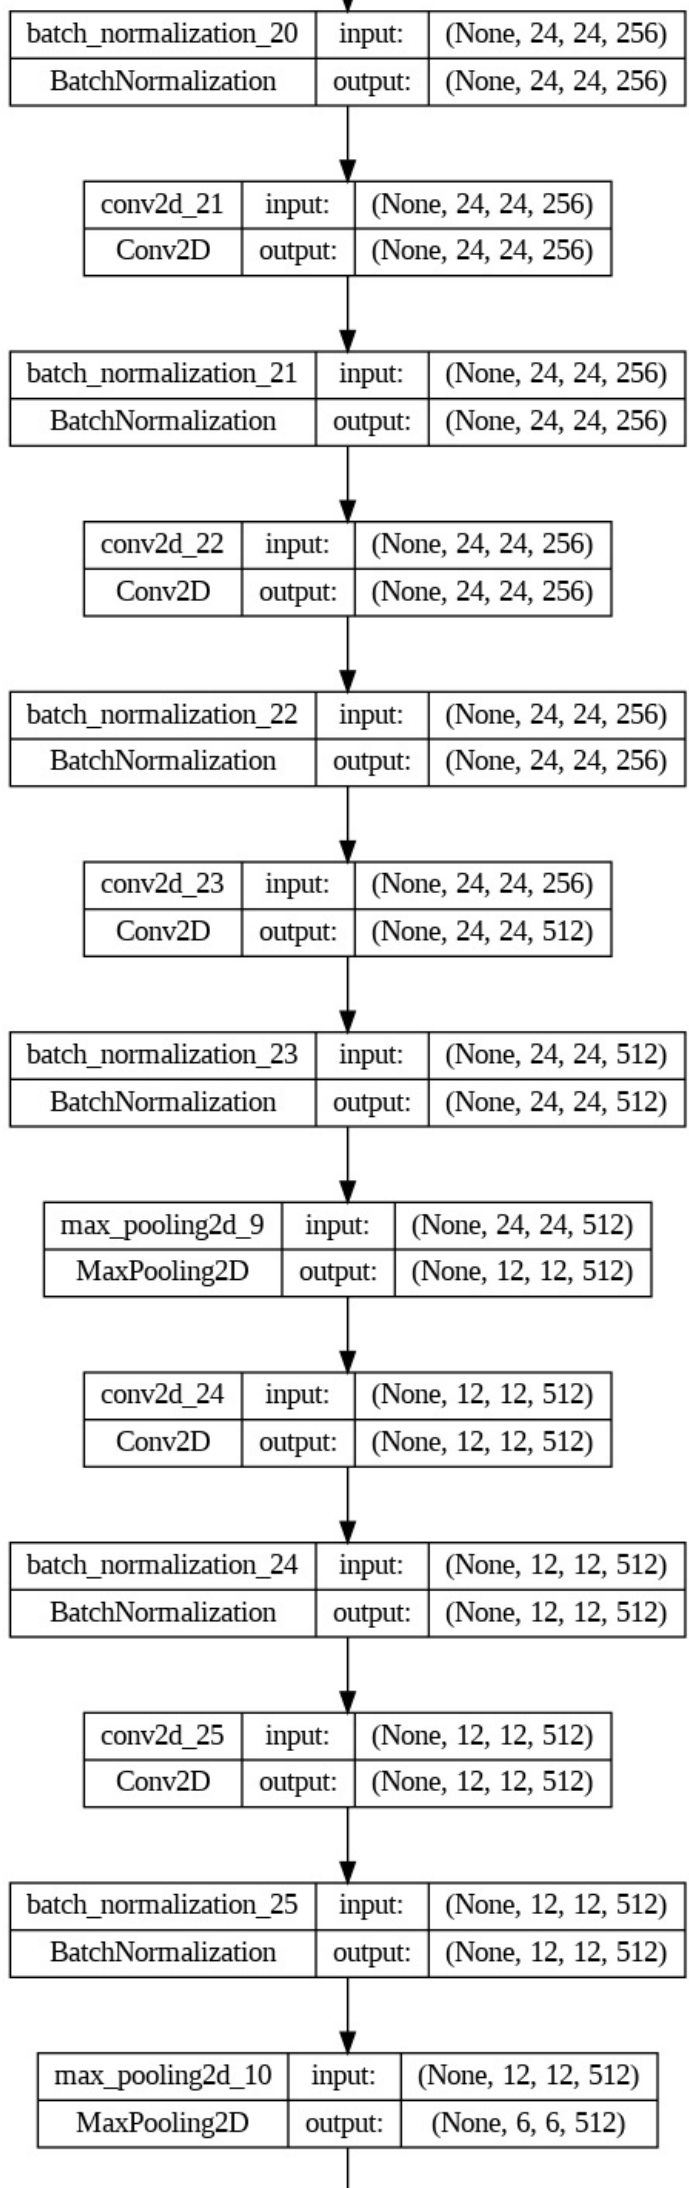 batch_normalization_20 input: (None, 24, 24, 256)
BatchNormalization output: (None, 24, 24, 256)
conv2d_21 input: (None, 24, 24, 256)
Conv2D output: (None, 24, 24, 256)
batch_normalization_21 input: (None, 24, 24, 256)
BatchNormalization output: (None, 24, 24, 256)
conv2d_22 input: (None, 24, 24, 256)
Conv2D output: (None, 24, 24, 256)
batch_normalization_22 input: (None, 24, 24, 256)
BatchNormalization output: (None, 24, 24, 256)
conv2d_23 input: (None, 24, 24, 256)
Conv2D output: (None, 24, 24, 512)
batch_normalization_23 input: (None, 24, 24, 512)
BatchNormalization output: (None, 24, 24, 512)
max_pooling2d_9 input: (None, 24, 24, 512)
MaxPooling2D output: (None, 12, 12, 512)
conv2d_24 input: (None, 12, 12, 512)
Conv2D output: (None, 12, 12, 512)
batch_normalization_24 input: (None, 12, 12, 512)
BatchNormalization output: (None, 12, 12, 512)
conv2d_25 input: (None, 12, 12, 512)
Conv2D output: (None, 12, 12, 512)
batch_normalization_25 input: (None, 12, 12, 512)
BatchNormalization output: (None, 12, 12, 512)
max_pooling2d_10 input: (None, 12, 12, 512)
MaxPooling2D output: (None, 6, 6, 512)